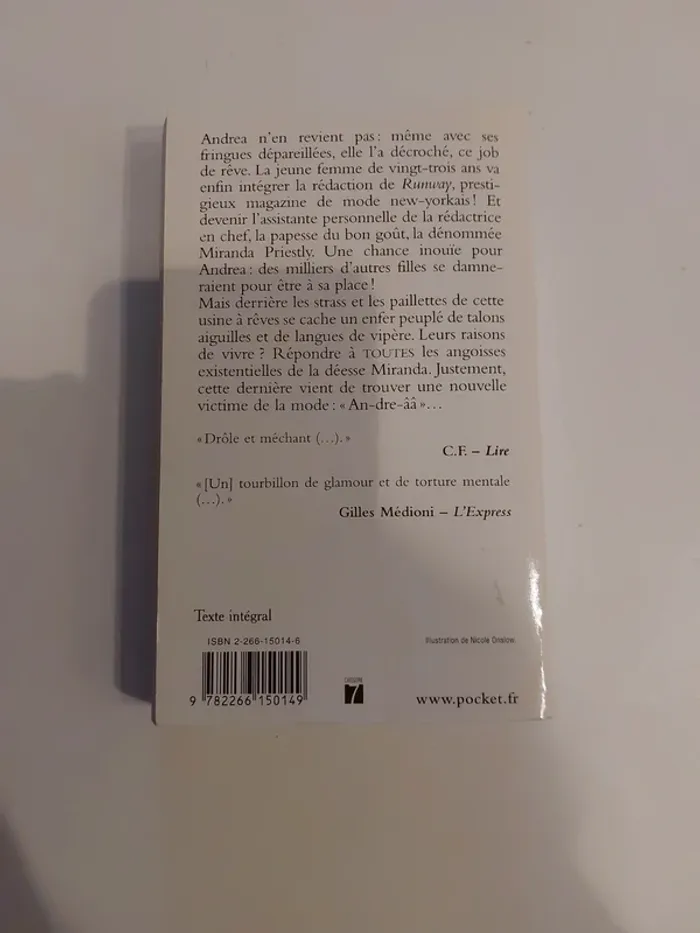 Andrea n'en revient pas : même avec ses
fringues dépareillées, elle l'a décroché, ce job
de rêve. La jeune femme de vingt-trois ans va
enfin intégrer la rédaction de Runway, presti-
gieux magazine de mode new-yorkais ! Et
devenir l'assistante personnelle de la rédactrice
en chef, la papesse du bon goût, la dénommée
Miranda Priestly. Une chance inouïe pour
Andrea : des milliers d'autres filles se damne-
raient pour être à sa place !
Mais derrière les strass et les paillettes de cette
usine à rêves se cache un enfer peuplé de talons
aiguilles et de langues de vipère. Leurs raisons
de vivre ? Répondre à TOUTES les angoisses
existentielles de la déesse Miranda. Justement,
cette dernière vient de trouver une nouvelle
victime de la mode : « An-dre-ââ »…
« Drôle et méchant (…). »
C.F. – Lire
« [Un] tourbillon de glamour et de torture mentale
(…). »
Gilles Médioni – L'Express
Texte intégral
ISBN 2-266-15014-6
Illustration de Nicole Onslow.
9 782266 150149
7
www.pocket.fr